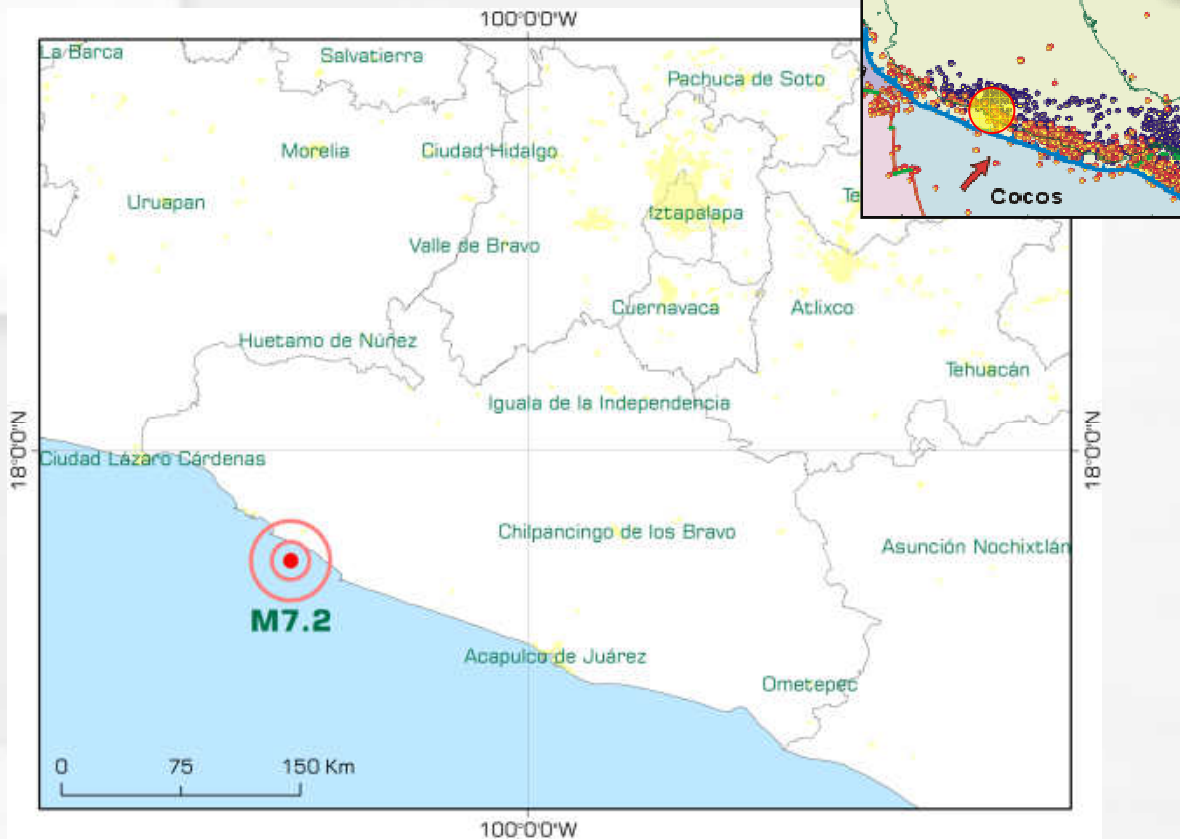 100°0'0"W
La Barca
Salvatierra
Pachuca de Soto
Morelia
Ciudad Hidalgo
Uruapan
Te
Cocos
Iztapalapa
Valle de Bravo
Cuernavaca
Atlixco
Huetamo de Núñez
Tehuacán
Iguala de la Independencia
18°0'0"N
18°0'0"N
Ciudad Lázaro Cárdenas
Chilpancingo de los Bravo
Asunción Nochixtlán
M7.2
Acapulco de Juárez
Ometepec
0 75 150 Km
100°0'0"W